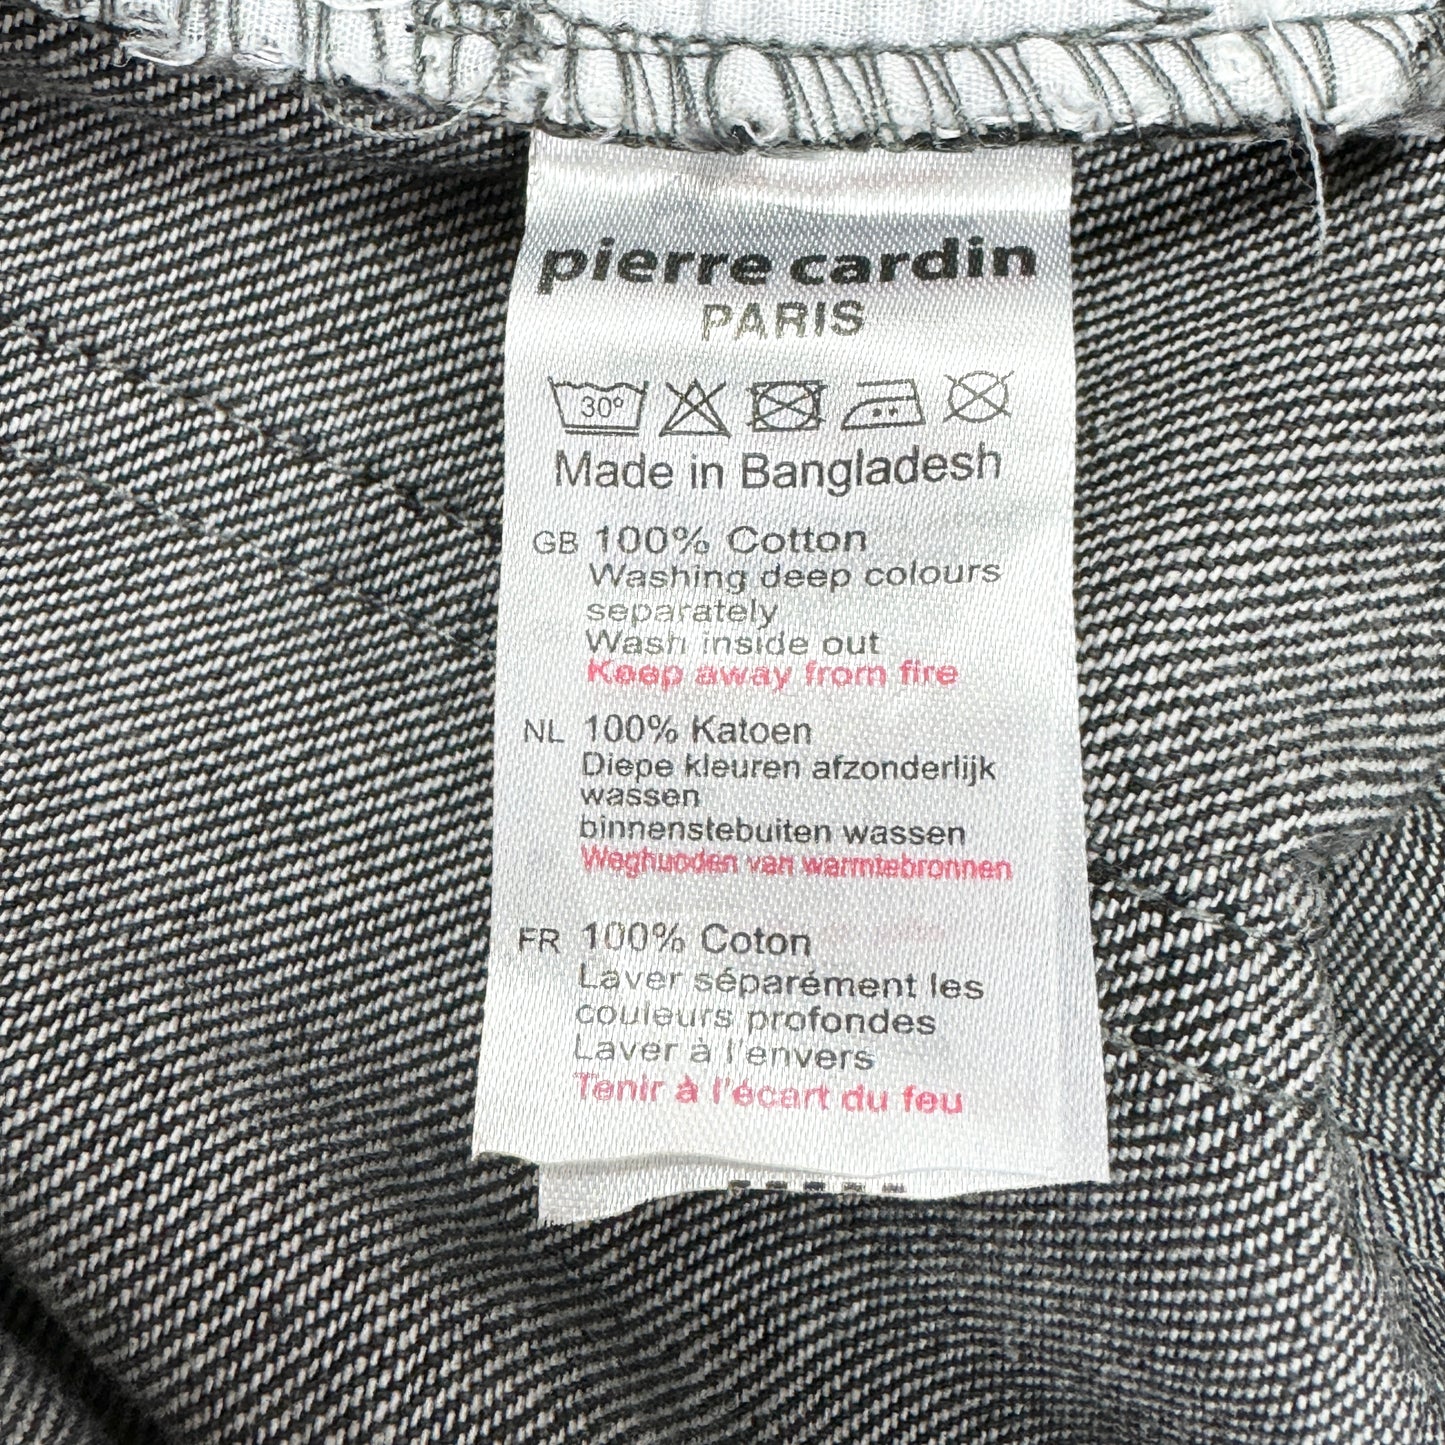 pierre cardin
PARIS
30°
Made in Bangladesh
GB 100% Cotton
Washing deep colours
separately
Wash inside out
Keep away from fire
NL 100% Katoen
Diepe kleuren afzonderlijk
wassen
binnenstebuiten wassen
Weghuoden van warmtebronnen
FR 100% Coton
Laver séparément les
couleurs profondes
Laver à l'envers
Tenir à l'écart du feu